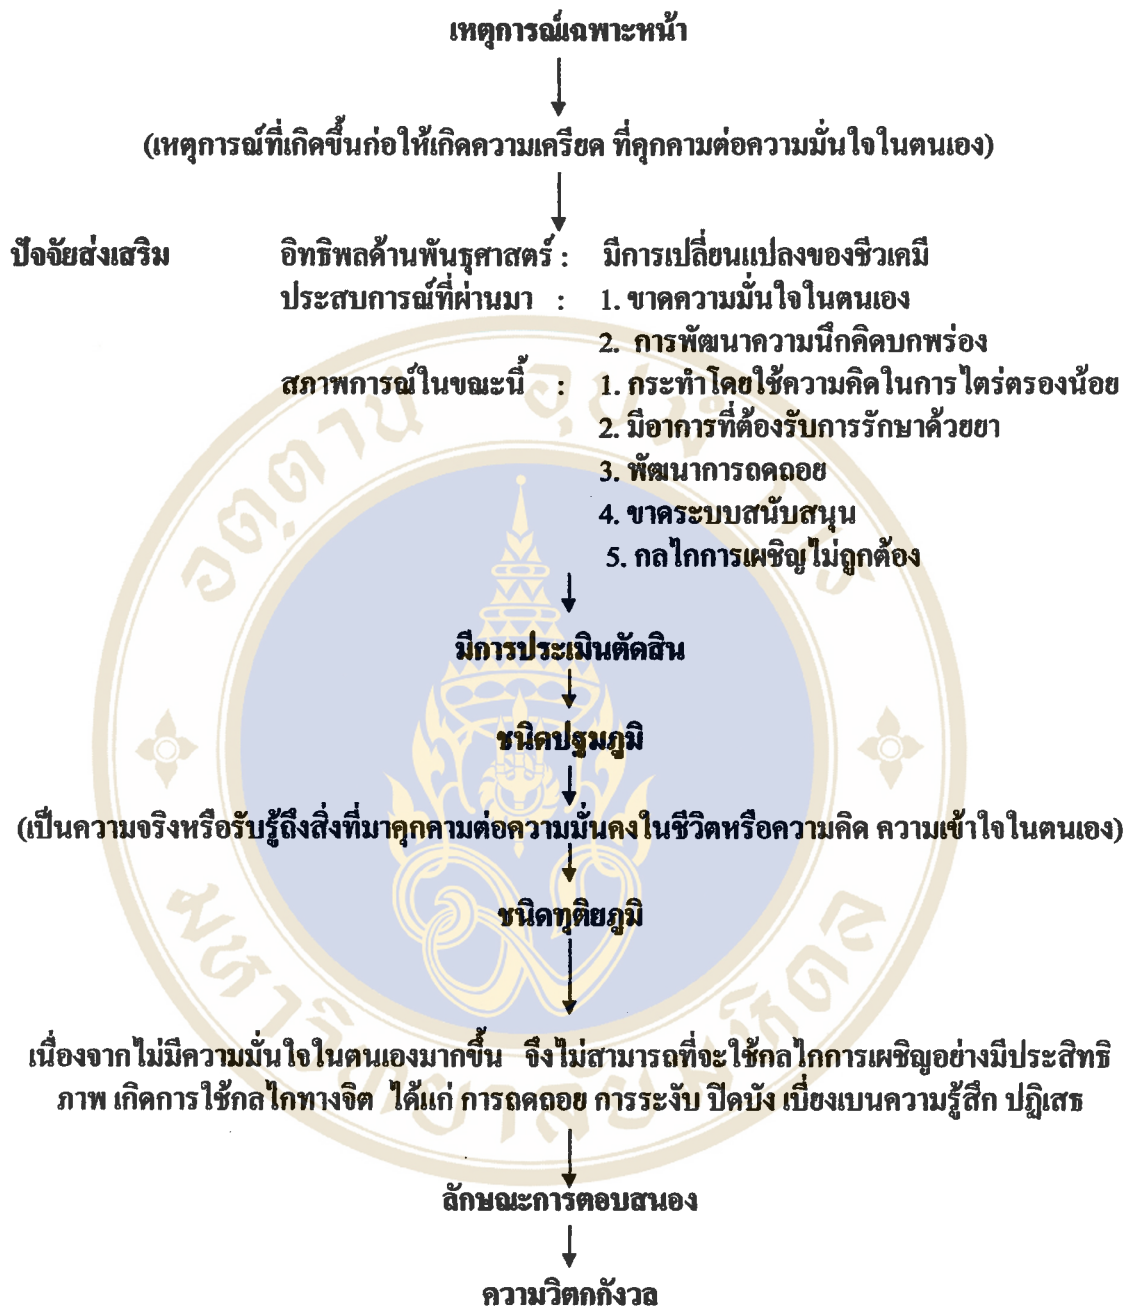 เหตุการณ์เฉพาะหน้า
(เหตุการณ์ที่เกิดขึ้นก่อให้เกิดความเครียด ที่คุกคามต่อความมั่นใจในตนเอง)
ปัจจัยส่งเสริม อิทธิพลด้านพันธุศาสตร์ : มีการเปลี่ยนแปลงของชีวเคมี
ประสบการณ์ที่ผ่านมา : 1. ขาดความมั่นใจในตนเอง
2. การพัฒนาความนึกคิดบกพร่อง
สภาพการณ์ในขณะนี้ : 1. กระทำโดยใช้ความคิดในการไตร่ตรองน้อย
2. มีอาการที่ต้องรับการรักษาด้วยยา
3. พัฒนาการถดถอย
4. ขาดระบบสนับสนุน
5. กลไกการเผชิญไม่ถูกต้อง
มีการประเมินตัดสิน
ชนิดปฐมภูมิ
(เป็นความจริงหรือรับรู้ถึงสิ่งที่มาคุกคามต่อความมั่นคงในชีวิตหรือความคิด ความเข้าใจในตนเอง)
ชนิดทุติยภูมิ
เนื่องจากไม่มีความมั่นใจในตนเองมากขึ้น จึงไม่สามารถที่จะใช้กลไกการเผชิญอย่างมีประสิทธิ
ภาพ เกิดการใช้กลไกทางจิต ได้แก่ การถดถอย การระงับ ปิดบัง เบี่ยงเบนความรู้สึก ปฏิเสธ
ลักษณะการตอบสนอง
ความวิตกกังวล
อตฺตานํ อุปมํ กเร
มหาวิทยาลัยมหิดล